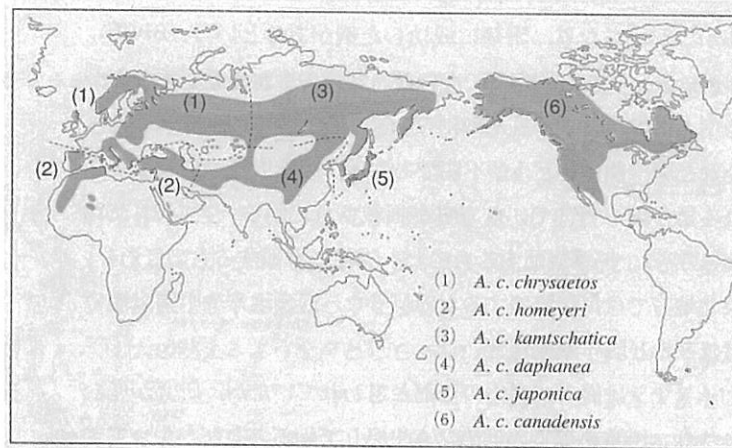 (1)
(1)
(3)
(6)
(2)
(2)
(4)
(5)
(1) A. c. chrysaetos
(2) A. c. homeyeri
(3) A. c. kamtschatica
(4) A. c. daphanea
(5) A. c. japonica
(6) A. c. canadensis